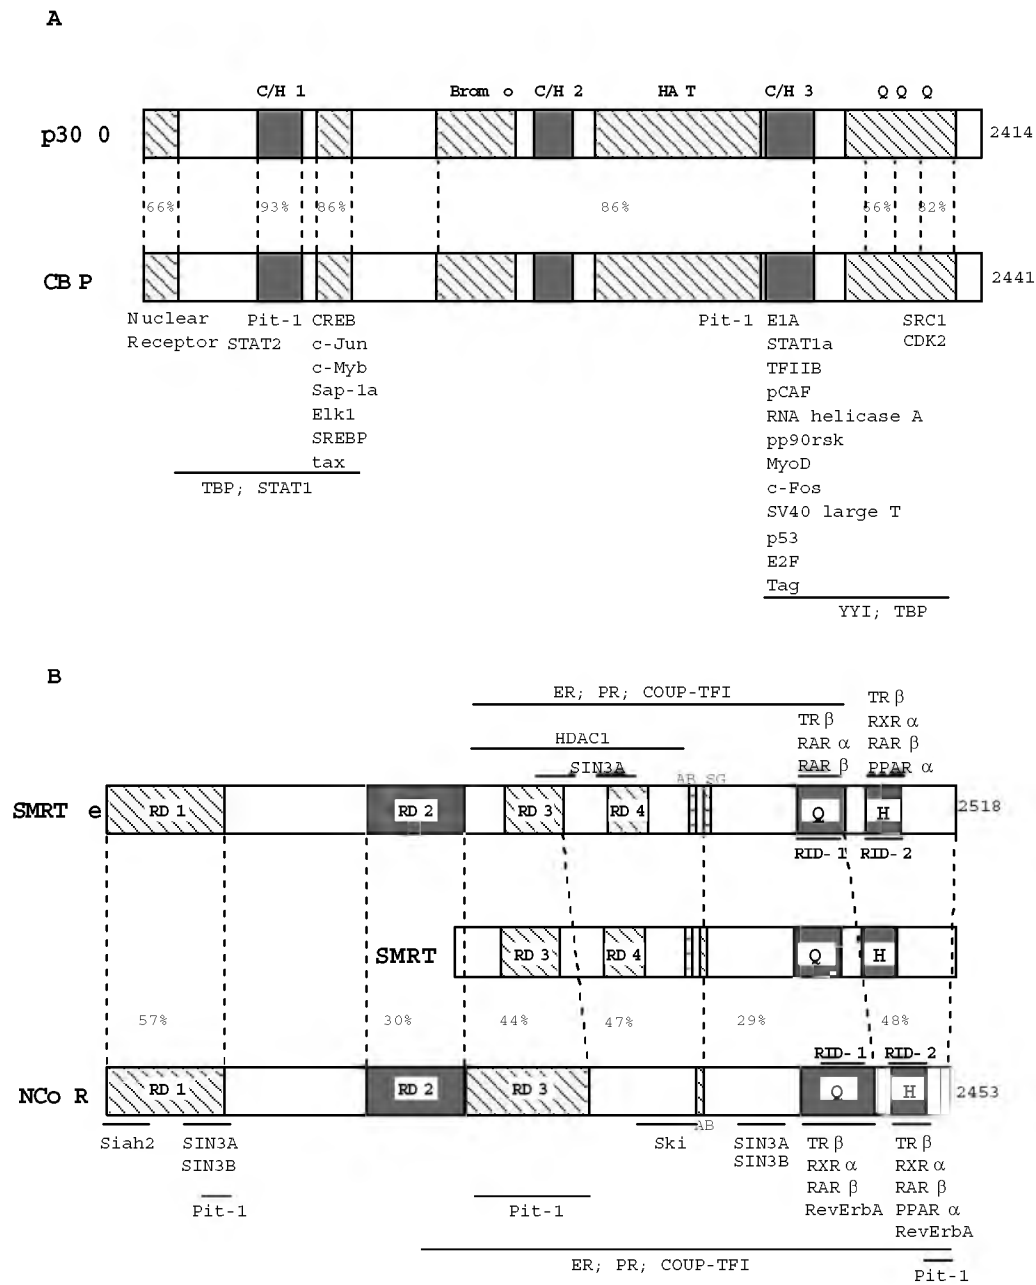 A
C/H 1 Brom o C/H 2 HA T C/H 3 Q Q Q
p30 0 2414
66% 93% 86% 86% 56% 82%
CB P 2441
Nuclear Receptor
Pit-1
STAT2
CREB
c-Jun
c-Myb
Sap-1a
Elk1
SREBP
tax
TBP; STAT1
Pit-1
E1A
STAT1a
TFIIB
pCAF
RNA helicase A
pp90rsk
MyoD
c-Fos
SV40 large T
p53
E2F
Tag
YYI; TBP
SRC1
CDK2
B
ER; PR; COUP-TFI
HDAC1
SIN3A
TR β
RAR α
RAR β
TR β
RXR α
RAR β
PPAR α
AB SG
SMRT e RD 1 RD 2 RD 3 RD 4 Q H 2518
RID- 1 RID- 2
SMRT RD 3 RD 4 Q H
57% 30% 44% 47% 29% 48%
RID- 1 RID- 2
NCo R RD 1 RD 2 RD 3 Q H 2453
AB
Siah2
SIN3A
SIN3B
Pit-1
Pit-1
Ski
SIN3A
SIN3B
TR β
RXR α
RAR β
RevErbA
TR β
RXR α
RAR β
PPAR α
RevErbA
ER; PR; COUP-TFI
Pit-1